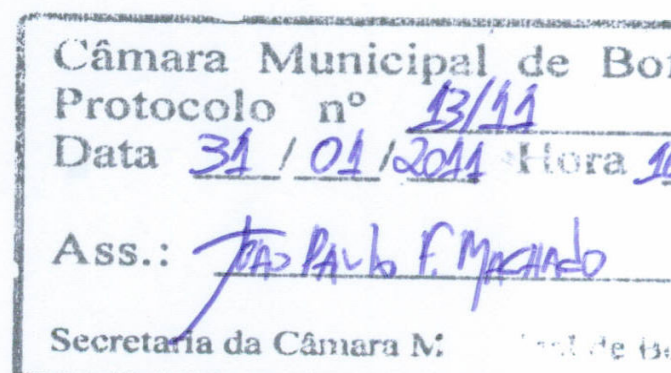 Câmara Municipal de
Protocolo nº 13/11
Data 31 / 01 / 2011 Hora
Ass.: João Paulo F. Machado
Secretaria da Câmara de